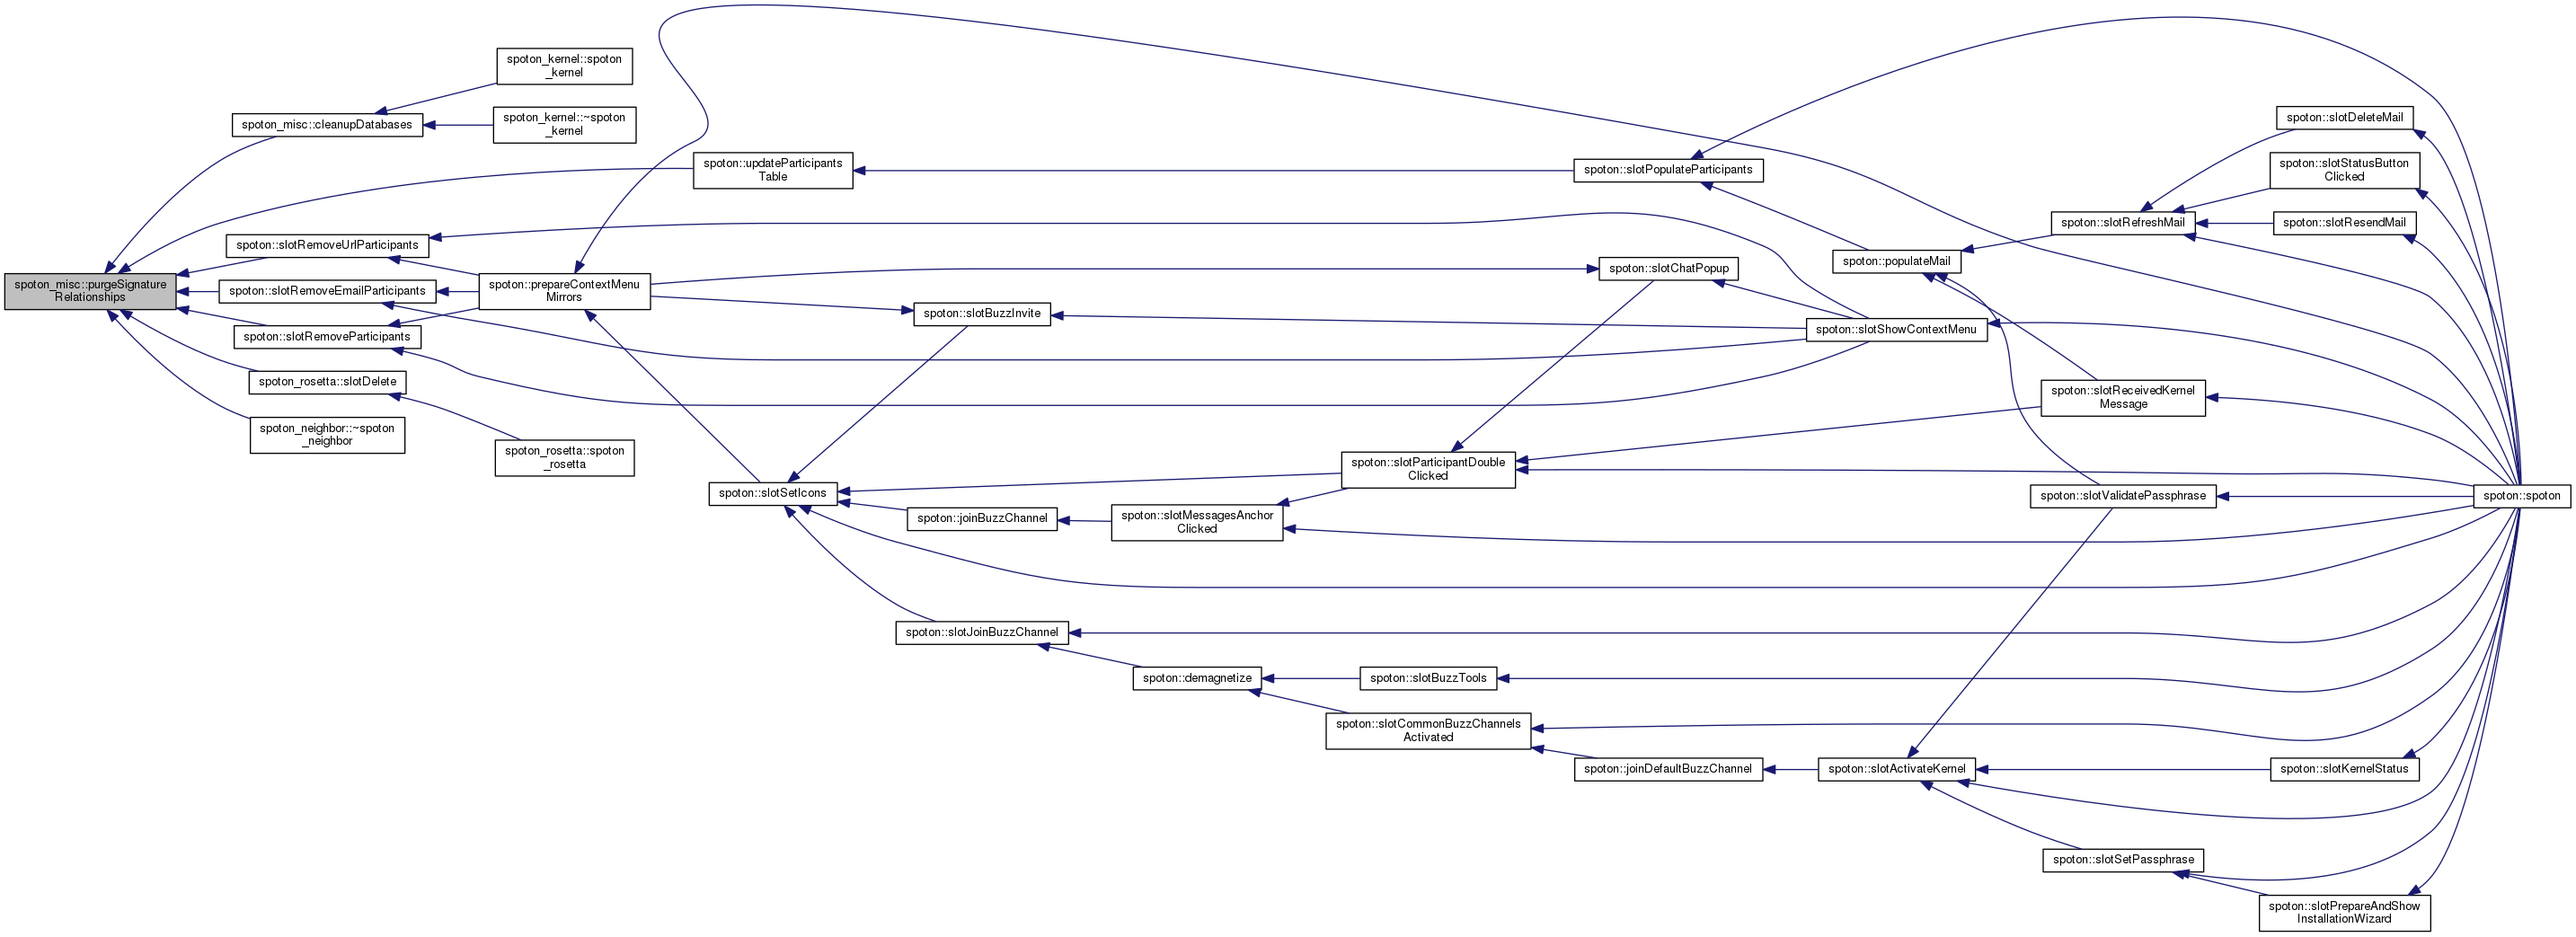 spoton_misc::purgeSignature
Relationships
spoton_misc::cleanupDatabases
spoton_kernel::spoton
_kernel
spoton_kernel::~spoton
_kernel
spoton::updateParticipants
Table
spoton::slotRemoveUrlParticipants
spoton::slotRemoveEmailParticipants
spoton::slotRemoveParticipants
spoton_rosetta::slotDelete
spoton_neighbor::~spoton
_neighbor
spoton_rosetta::spoton
_rosetta
spoton::prepareContextMenu
Mirrors
spoton::slotSetIcons
spoton::slotBuzzInvite
spoton::joinBuzzChannel
spoton::slotJoinBuzzChannel
spoton::slotMessagesAnchor
Clicked
spoton::demagnetize
spoton::slotParticipantDouble
Clicked
spoton::slotBuzzTools
spoton::slotCommonBuzzChannels
Activated
spoton::slotPopulateParticipants
spoton::slotChatPopup
spoton::joinDefaultBuzzChannel
spoton::populateMail
spoton::slotShowContextMenu
spoton::slotActivateKernel
spoton::slotRefreshMail
spoton::slotReceivedKernel
Message
spoton::slotValidatePassphrase
spoton::slotSetPassphrase
spoton::slotDeleteMail
spoton::slotStatusButton
Clicked
spoton::slotResendMail
spoton::slotKernelStatus
spoton::slotPrepareAndShow
InstallationWizard
spoton::spoton